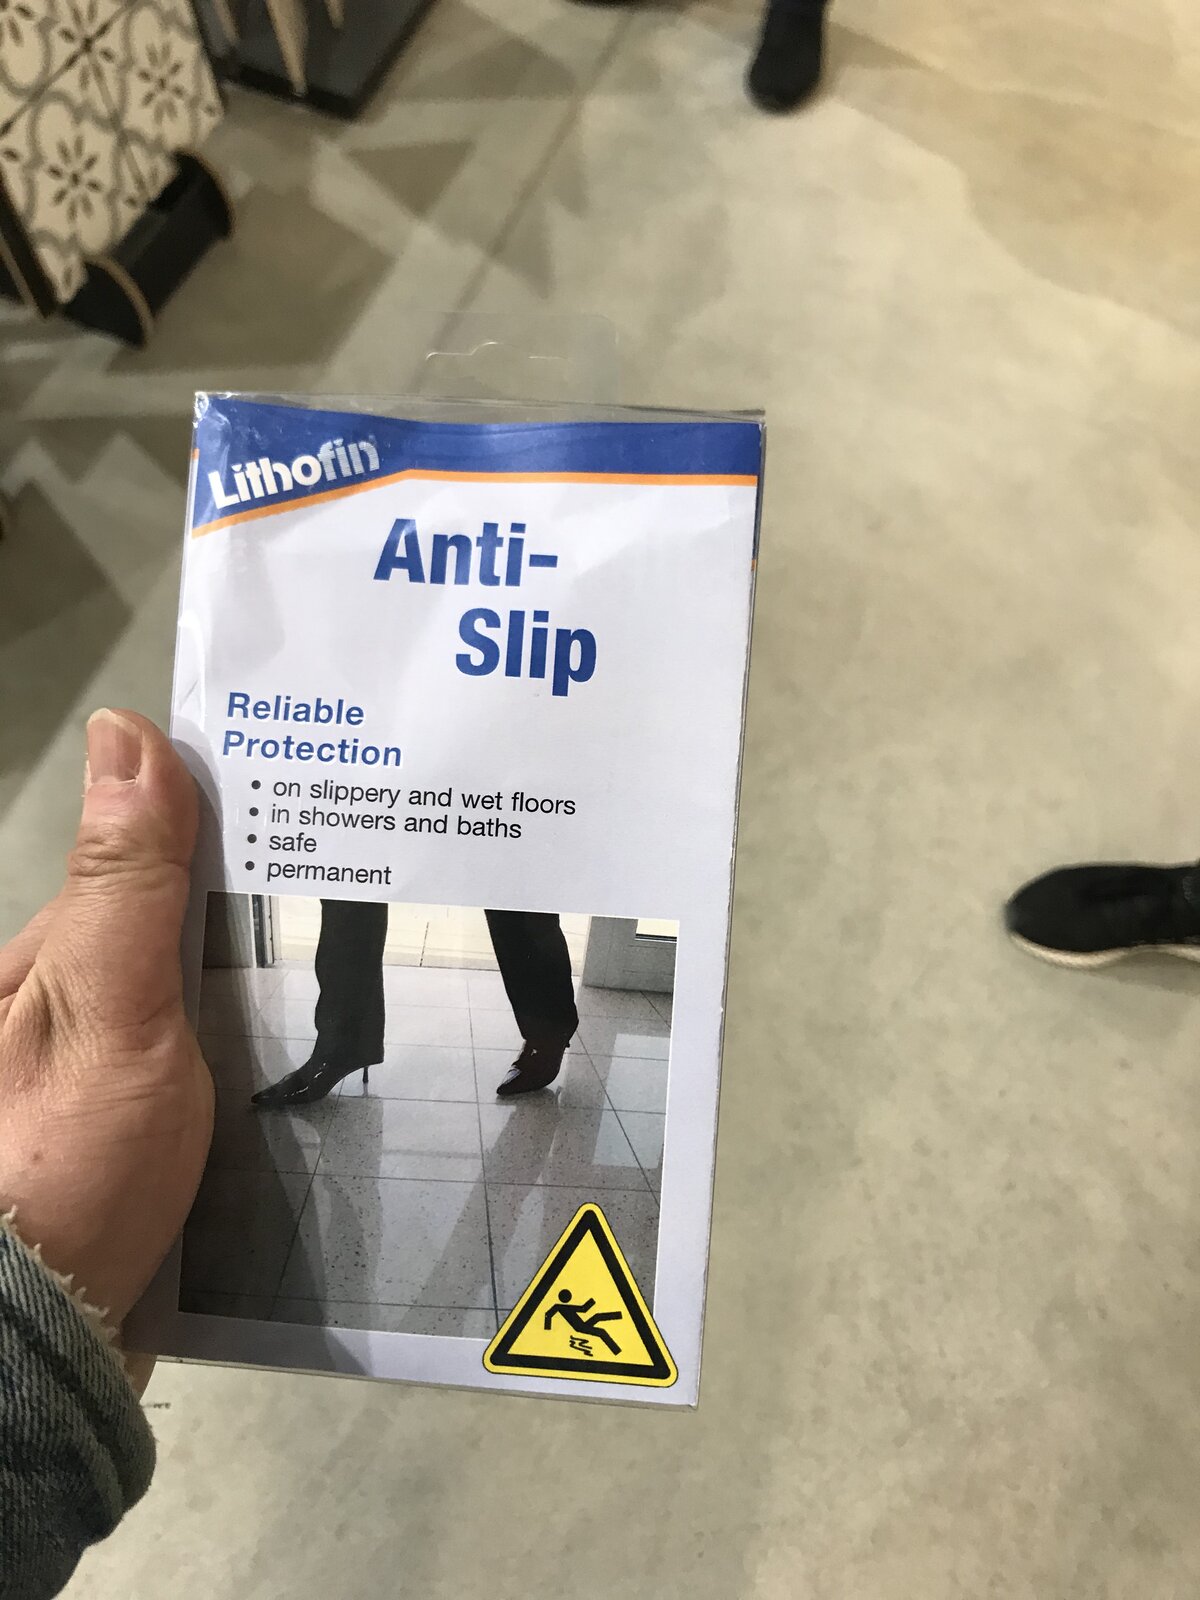 Lithofin
Anti-
Slip
Reliable
Protection
• on slippery and wet floors
• in showers and baths
• safe
• permanent